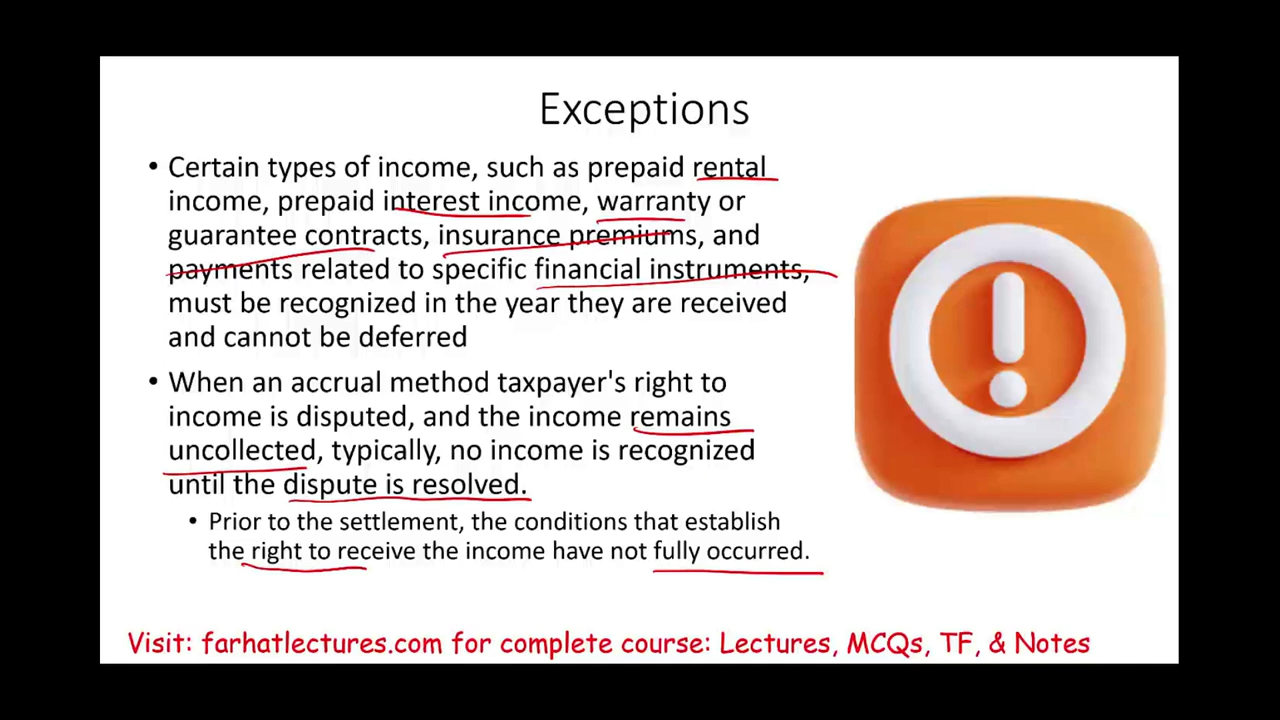 Exceptions
• Certain types of income, such as prepaid rental
income, prepaid interest income, warranty or
guarantee contracts, insurance premiums, and
payments related to specific financial instruments,
must be recognized in the year they are received
and cannot be deferred
• When an accrual method taxpayer's right to
income is disputed, and the income remains
uncollected, typically, no income is recognized
until the dispute is resolved.
• Prior to the settlement, the conditions that establish
the right to receive the income have not fully occurred.
Visit: farhatlectures.com for complete course: Lectures, MCQs, TF, & Notes